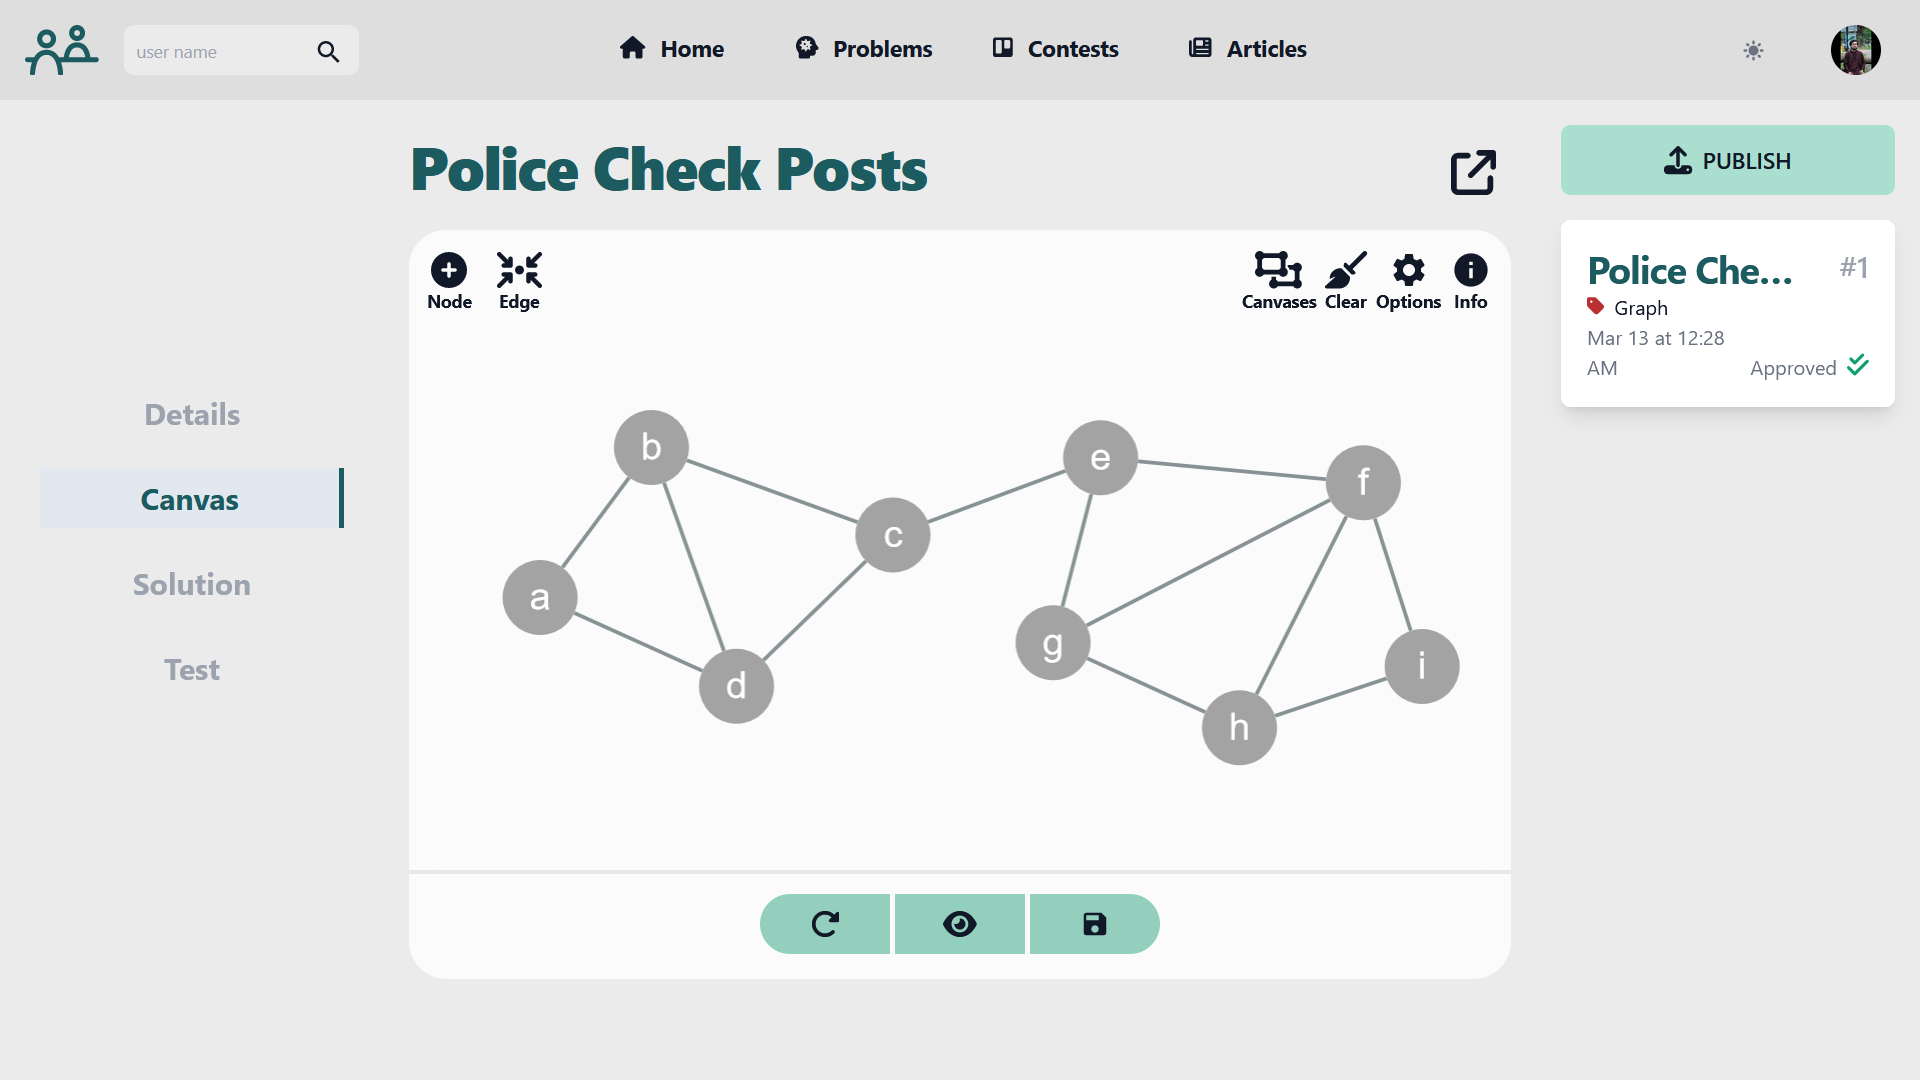 user name
Home
Problems
Contests
Articles
Police Check Posts
PUBLISH
Node
Edge
Canvases
Clear
Options
Info
Police Che...
#1
Graph
Mar 13 at 12:28
AM
Approved
Details
Canvas
Solution
Test
b
e
f
c
a
g
i
d
h
i